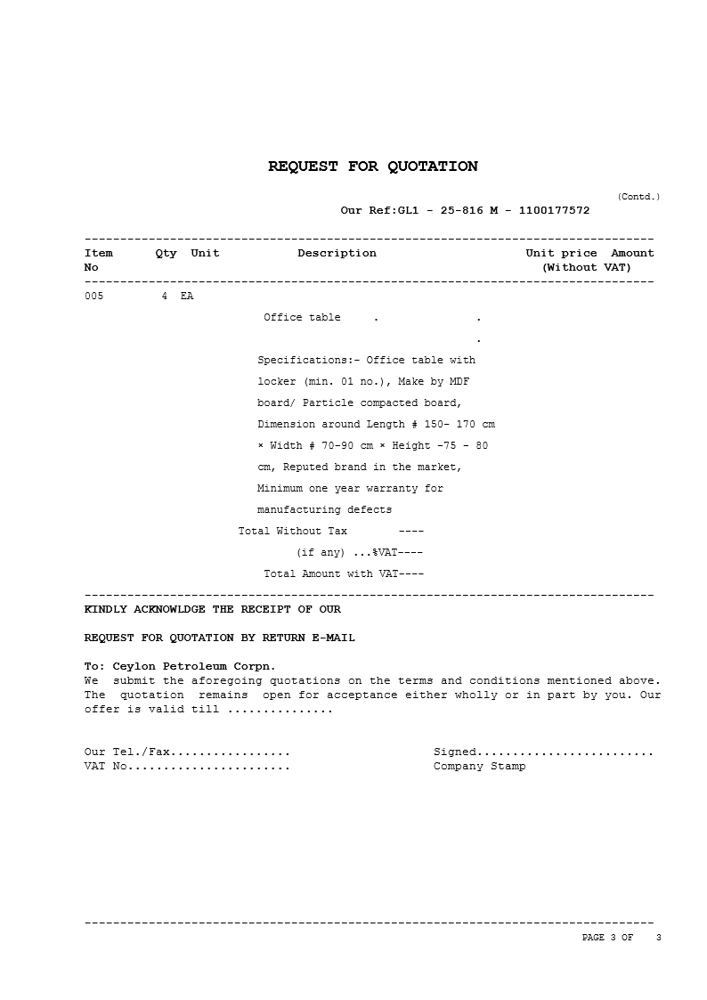 REQUEST FOR QUOTATION
(Contd.)
Our Ref:GL1 - 25-816 M - 1100177572
--------------------------------------------------------------------------------
Item Qty Unit Description Unit price Amount
No (Without VAT)
--------------------------------------------------------------------------------
005 4 EA
Office table . .
.
Specifications:- Office table with
locker (min. 01 no.), Make by MDF
board/ Particle compacted board,
Dimension around Length # 150- 170 cm
× Width # 70-90 cm × Height -75 - 80
cm, Reputed brand in the market,
Minimum one year warranty for
manufacturing defects
Total Without Tax ----
(if any) ...%VAT----
Total Amount with VAT----
--------------------------------------------------------------------------------
KINDLY ACKNOWLDGE THE RECEIPT OF OUR
REQUEST FOR QUOTATION BY RETURN E-MAIL
To: Ceylon Petroleum Corpn.
We submit the aforegoing quotations on the terms and conditions mentioned above.
The quotation remains open for acceptance either wholly or in part by you. Our
offer is valid till ...............
Our Tel./Fax................. Signed.........................
VAT No....................... Company Stamp
--------------------------------------------------------------------------------
PAGE 3 OF 3